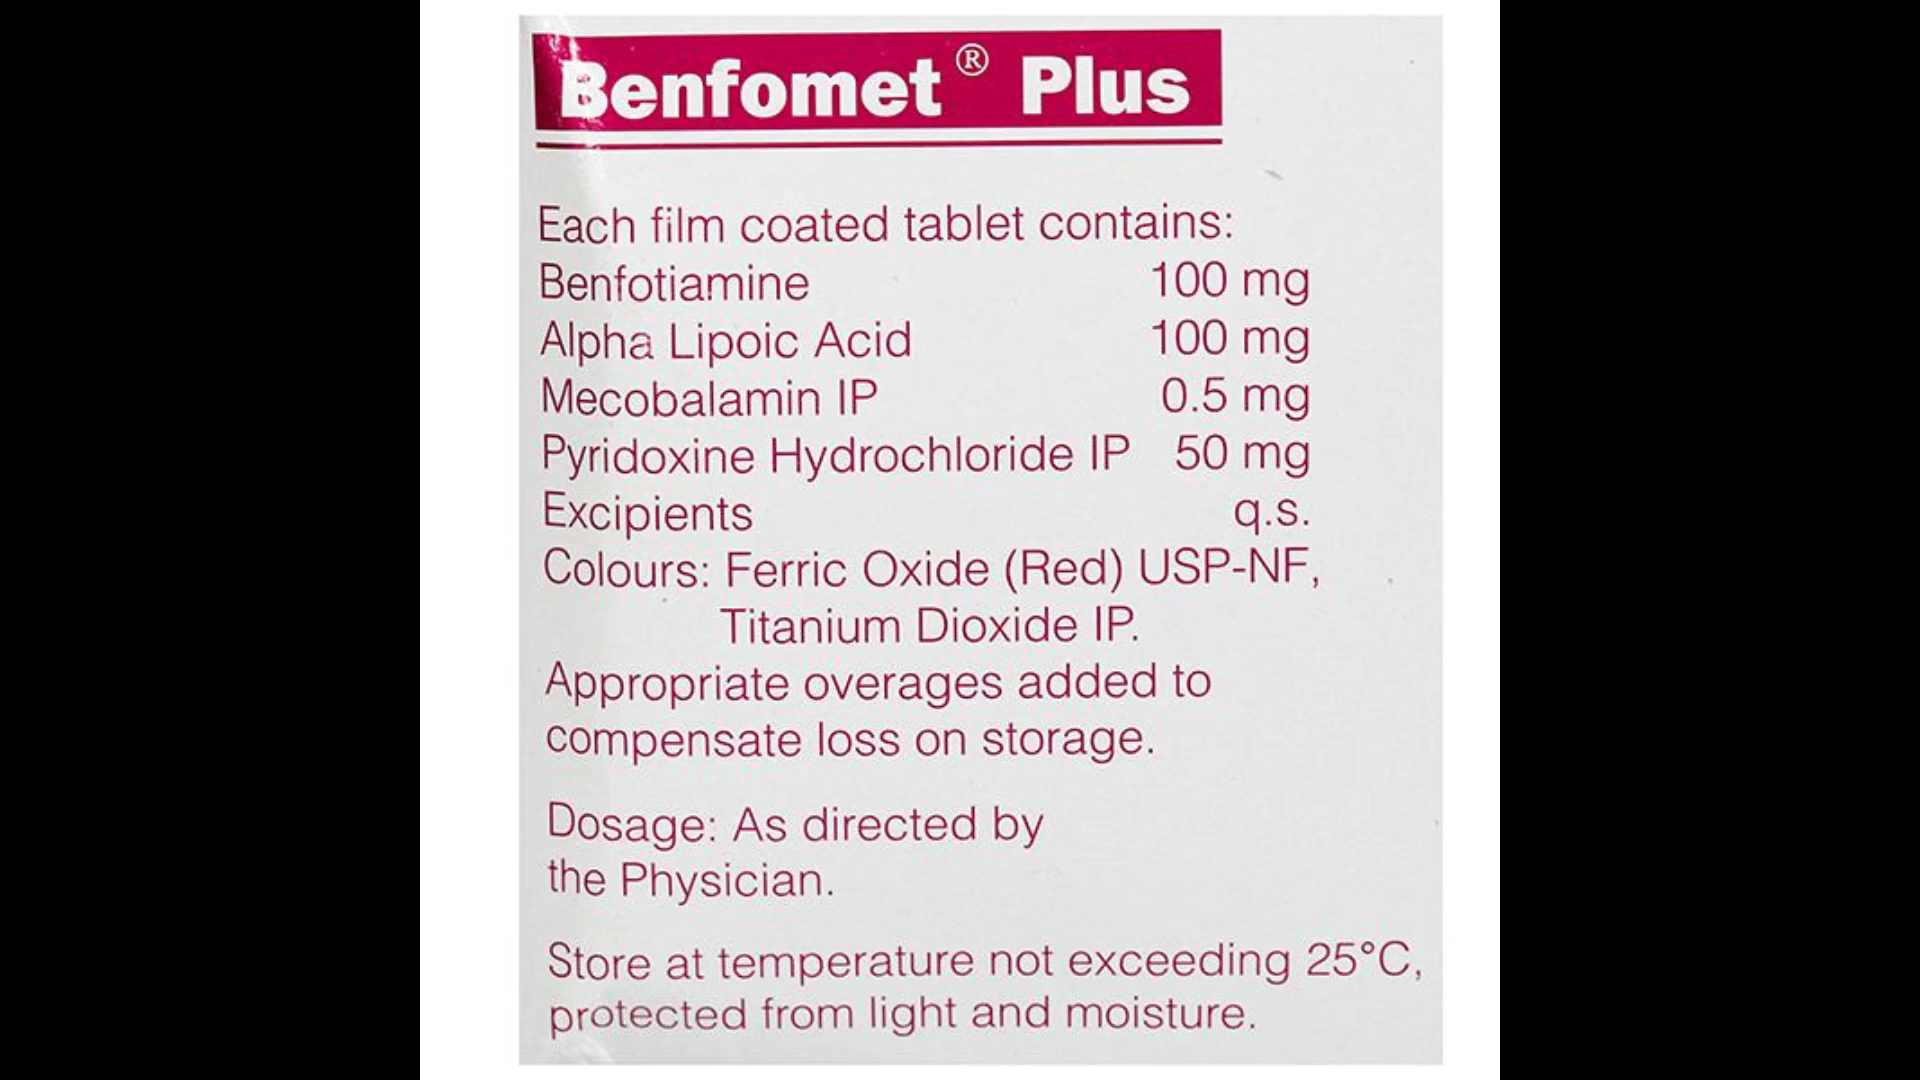 Benfomet® Plus
Each film coated tablet contains:
Benfotiamine 100 mg
Alpha Lipoic Acid 100 mg
Mecobalamin IP 0.5 mg
Pyridoxine Hydrochloride IP 50 mg
Excipients q.s.
Colours: Ferric Oxide (Red) USP-NF,
Titanium Dioxide IP.
Appropriate overages added to
compensate loss on storage.
Dosage: As directed by
the Physician.
Store at temperature not exceeding 25°C,
protected from light and moisture.